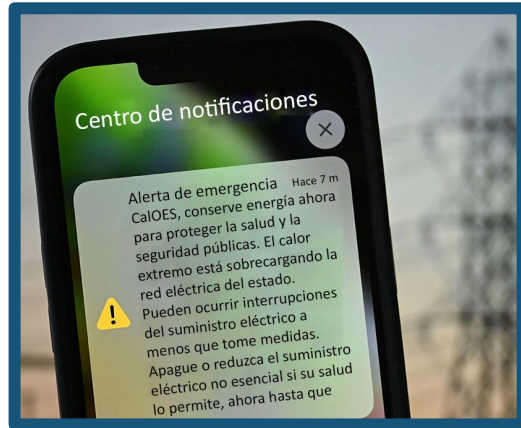 Centro de notificaciones
Alerta de emergencia Hace 7 m
CalOES, conserve energía ahora
para proteger la salud y la
seguridad públicas. El calor
extremo está sobrecargando la
red eléctrica del estado.
Pueden ocurrir interrupciones
del suministro eléctrico a
menos que tome medidas.
Apague o reduzca el suministro
eléctrico no esencial si su salud
lo permite, ahora hasta que